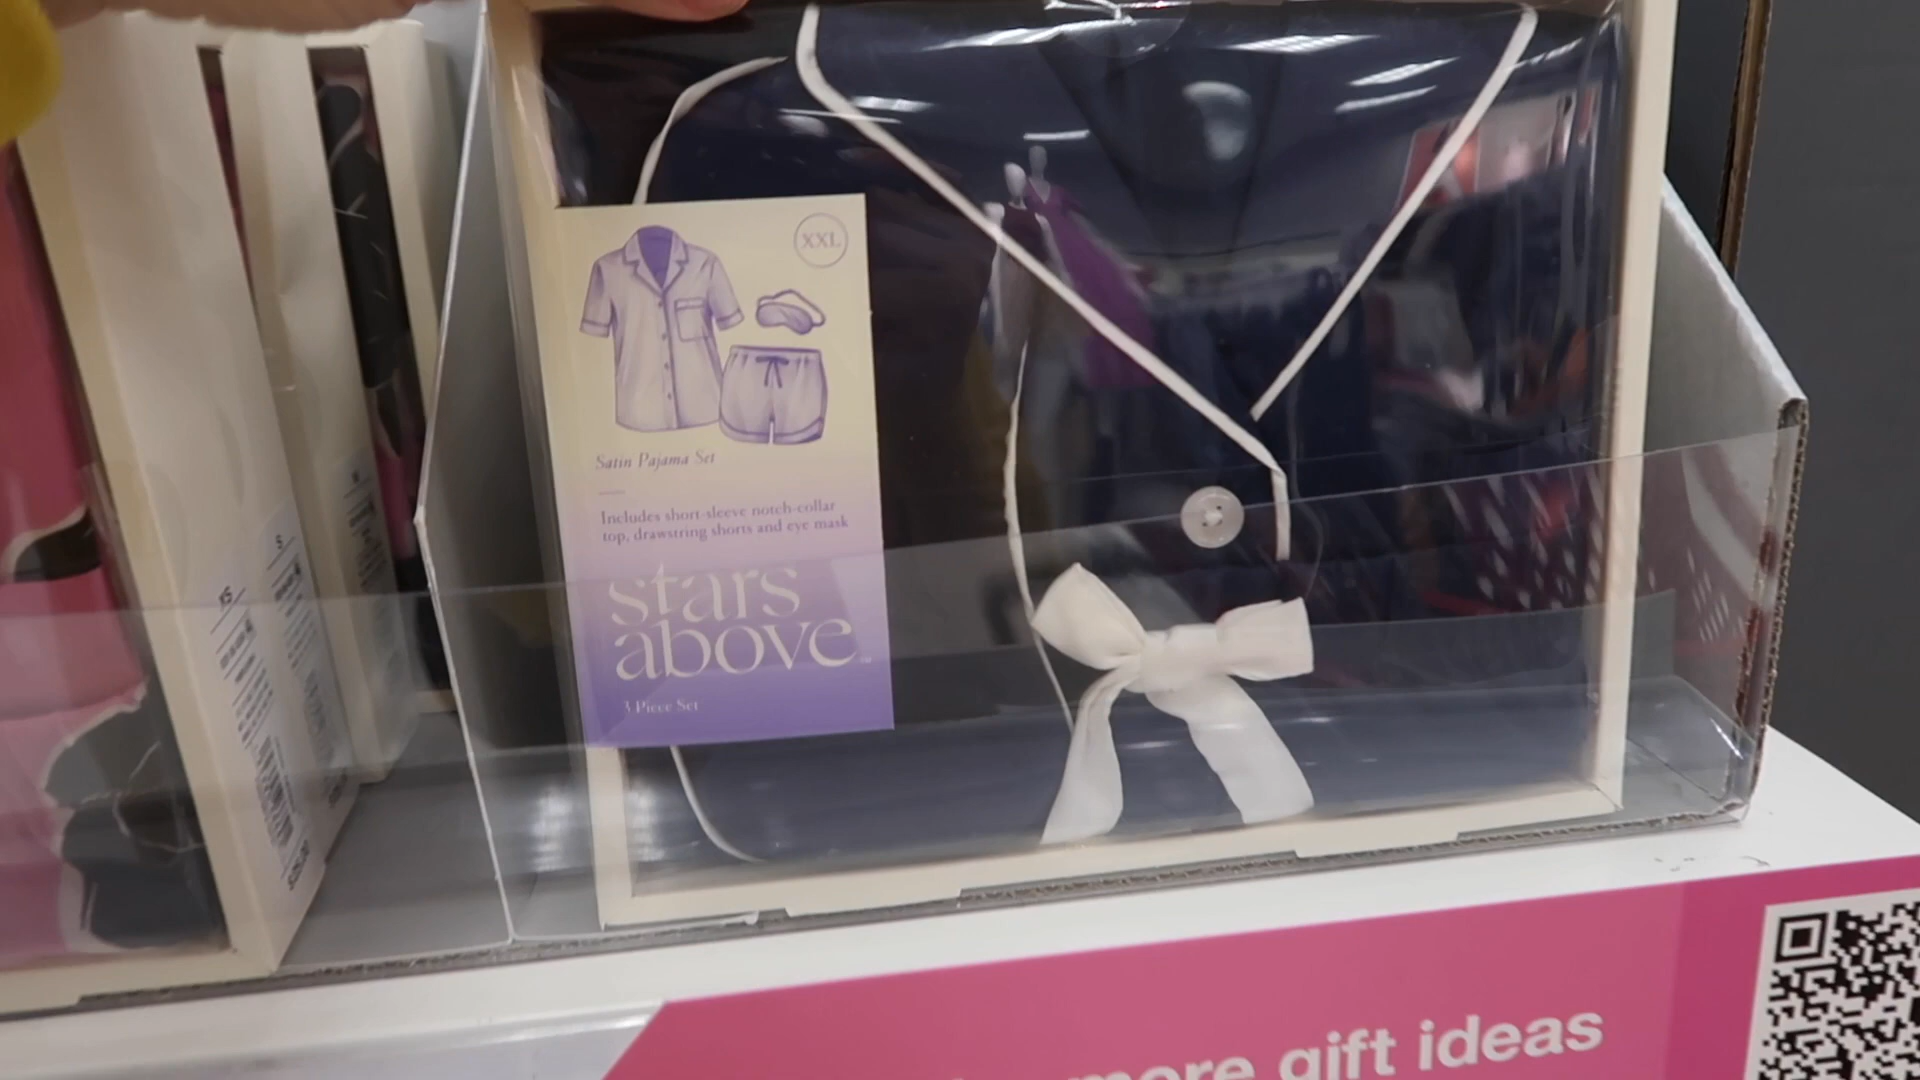 XXL
Satin Pajama Set
Includes short-sleeve notch-collar
top, drawstring shorts and eye mask
stars
above
3 Piece Set
XS
S
more gift ideas